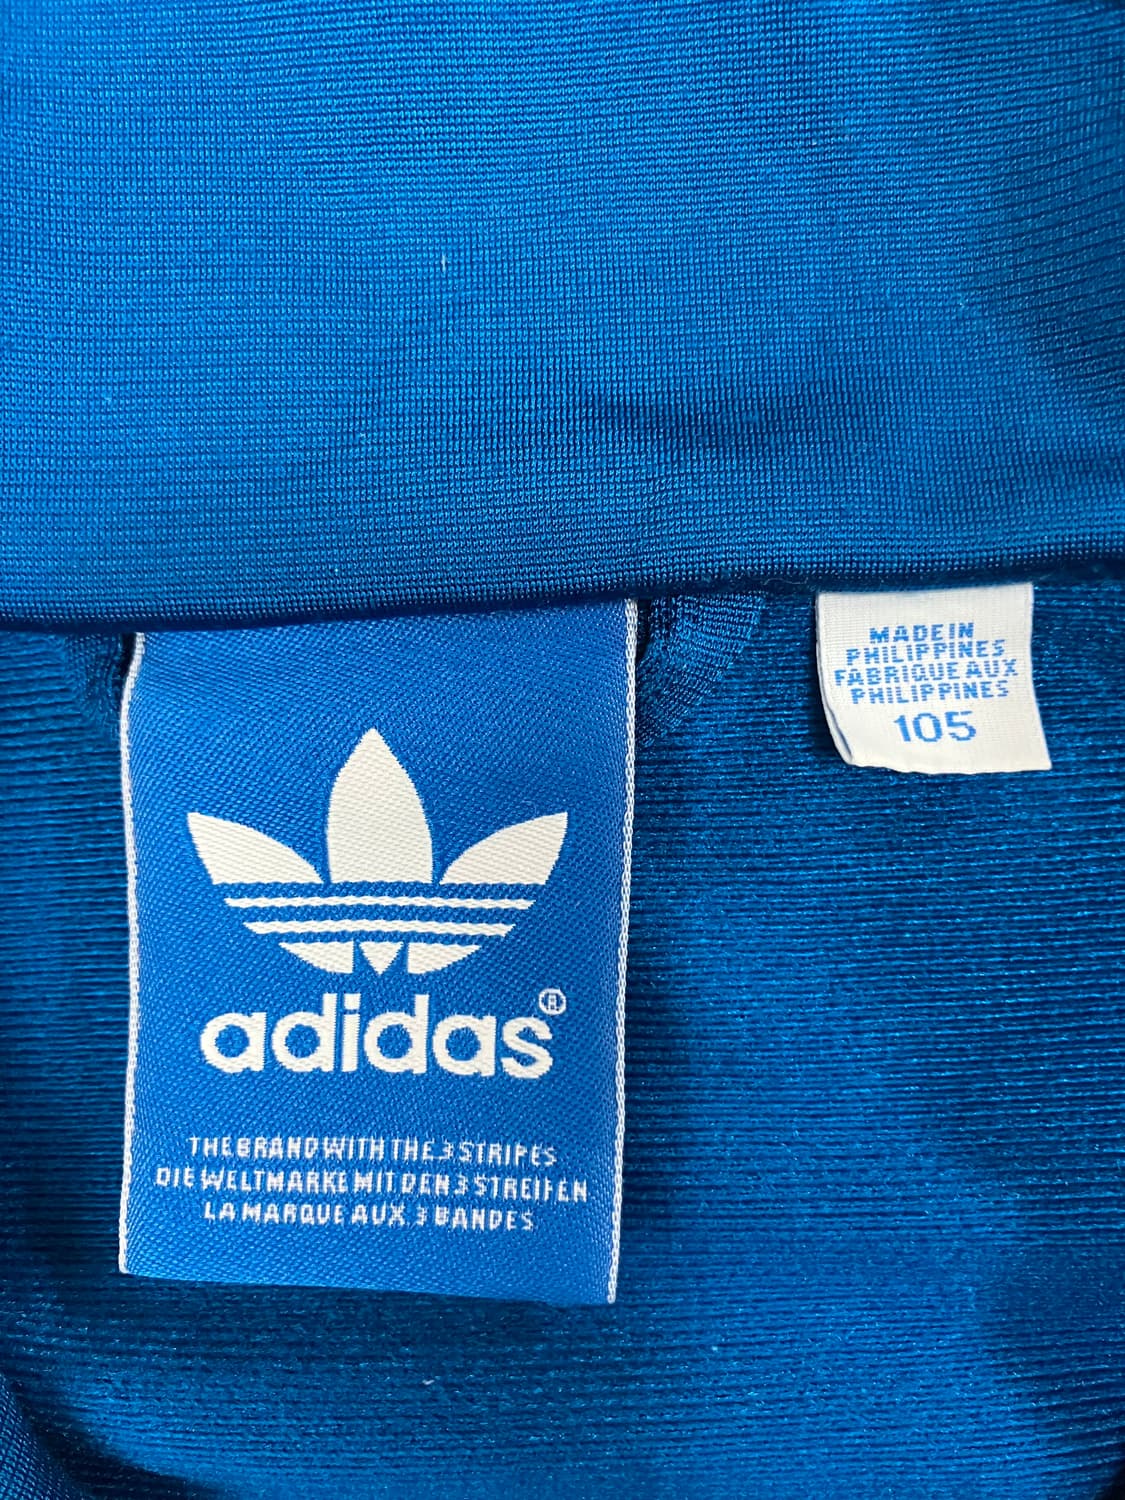 MADE IN
PHILIPPINES
FABRIQUE AUX
PHILIPPINES
105
adidas®
THE BRAND WITH THE 3 STRIPES
DIE WELTMARKE MIT DEN 3 STREIFEN
LA MARQUE AUX 3 BANDES